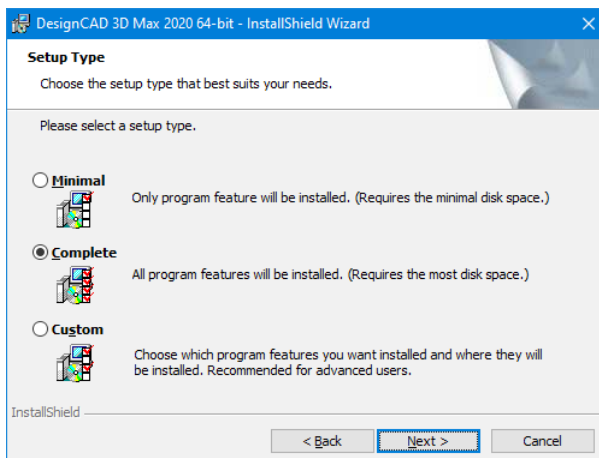 DesignCAD 3D Max 2020 64-bit - InstallShield Wizard
Setup Type
Choose the setup type that best suits your needs.
Please select a setup type.
Minimal
Only program feature will be installed. (Requires the minimal disk space.)
Complete
All program features will be installed. (Requires the most disk space.)
Custom
Choose which program features you want installed and where they will
be installed. Recommended for advanced users.
InstallShield
< Back Next > Cancel